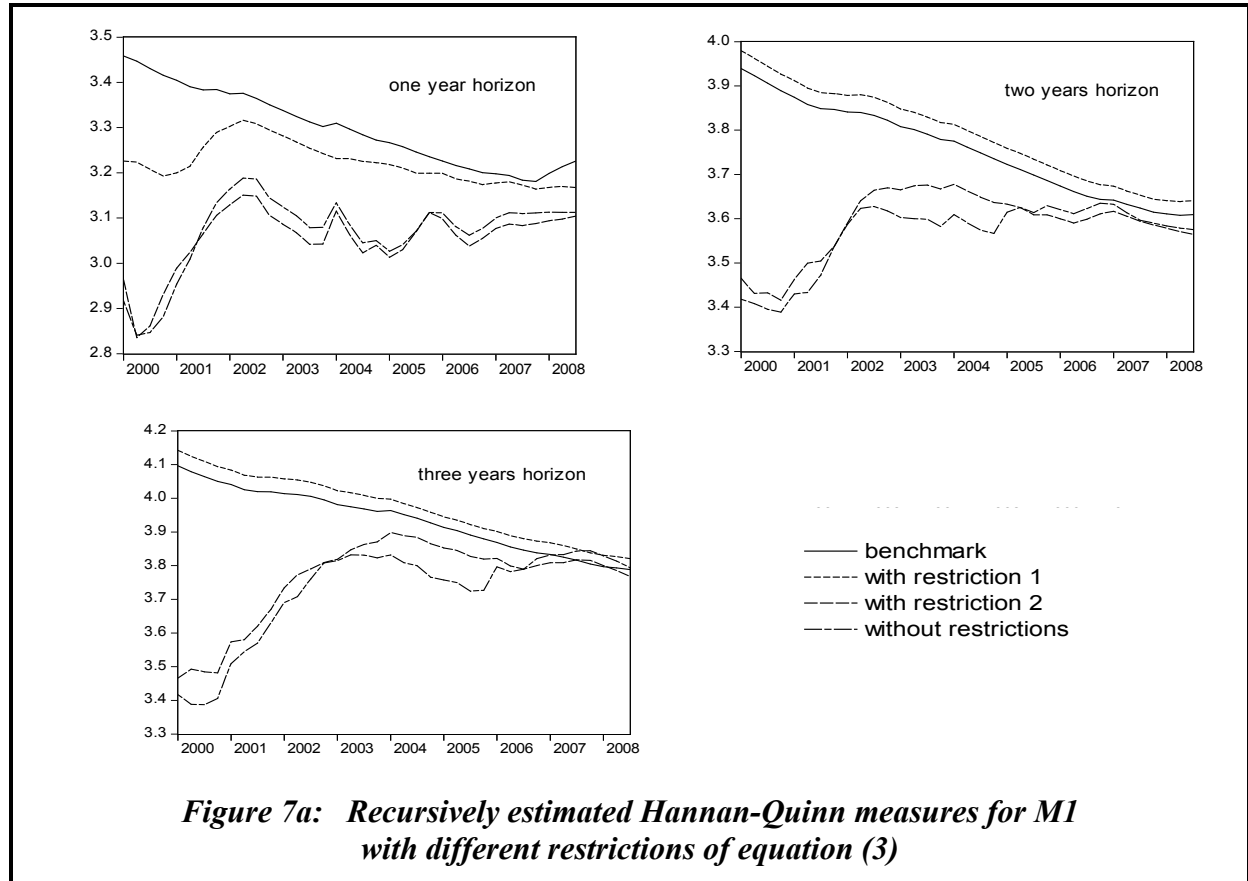 3.5
3.4
3.3
3.2
3.1
3.0
2.9
2.8
one year horizon
2000 2001 2002 2003 2004 2005 2006 2007 2008
4.0
3.9
3.8
3.7
3.6
3.5
3.4
3.3
two years horizon
2000 2001 2002 2003 2004 2005 2006 2007 2008
4.2
4.1
4.0
3.9
3.8
3.7
3.6
3.5
3.4
3.3
three years horizon
2000 2001 2002 2003 2004 2005 2006 2007 2008
benchmark
with restriction 1
with restriction 2
without restrictions
Figure 7a: Recursively estimated Hannan-Quinn measures for M1
with different restrictions of equation (3)